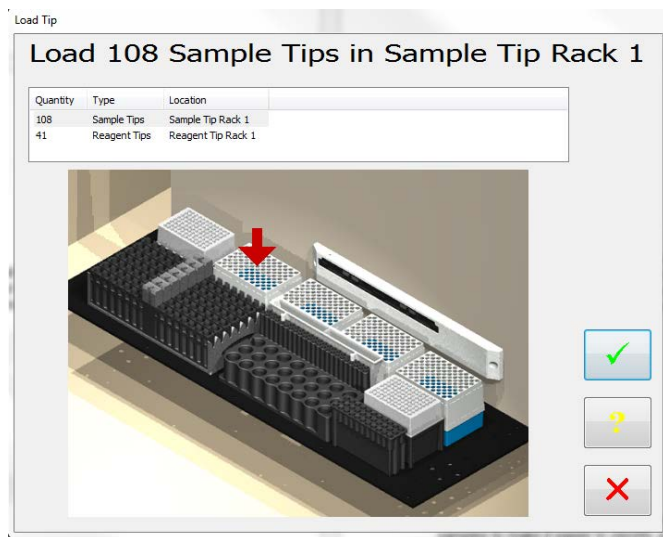 Load Tip
Load 108 Sample Tips in Sample Tip Rack 1
Quantity Type Location
108 Sample Tips Sample Tip Rack 1
41 Reagent Tips Reagent Tip Rack 1
?